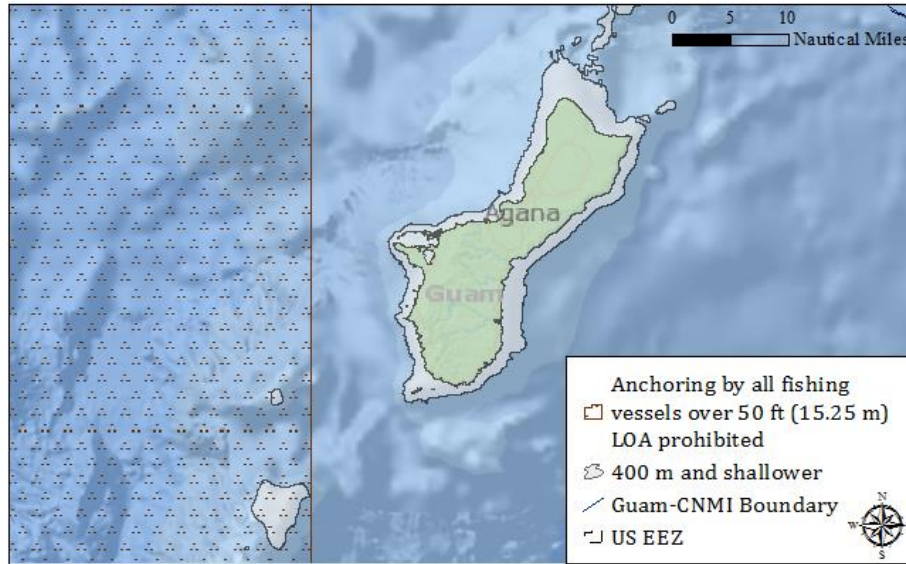 0 5 10
Nautical Miles
Agana
Guam
Anchoring by all fishing
vessels over 50 ft (15.25 m)
LOA prohibited
400 m and shallower
Guam-CNMI Boundary
US EEZ
N
W E
S